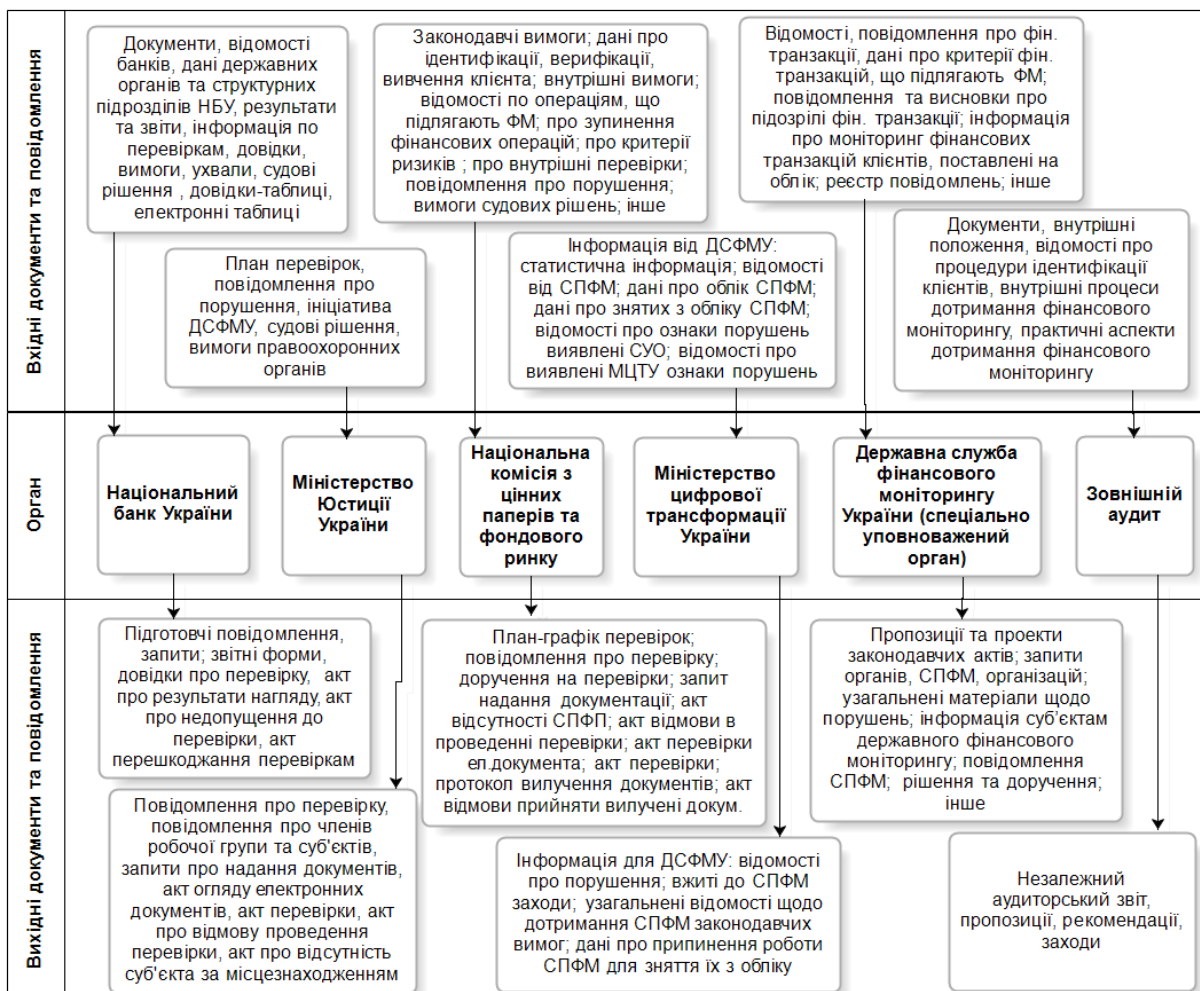 Вхідні документи та повідомлення
Документи, відомості
банків, дані державних
органів та структурних
підрозділів НБУ, результати
та звіти, інформація по
перевіркам, довідки,
вимоги, ухвали, судові
рішення , довідки-таблиці,
електронні таблиці
План перевірок,
повідомлення про
порушення, ініціатива
ДСФМУ, судові рішення,
вимоги правоохоронних
органів
Законодавчі вимоги; дані про
ідентифікації, верифікації,
вивчення клієнта; внутрішні вимоги;
відомості по операціям, що
підлягають ФМ; про зупинення
фінансових операцій; про критерії
ризиків ; про внутрішні перевірки;
повідомлення про порушення;
вимоги судових рішень; інше
Інформація від ДСФМУ:
статистична інформація; відомості
від СПФМ; дані про облік СПФМ;
дані про знятих з обліку СПФМ;
відомості про ознаки порушень
виявлені СУО; відомості про
виявлені МЦТУ ознаки порушень
Відомості, повідомлення про фін.
транзакції, дані про критерії фін.
транзакцій, що підлягають ФМ;
повідомлення та висновки про
підозрілі фін. транзакції; інформація
про моніторинг фінансових
транзакцій клієнтів, поставлені на
облік; реєстр повідомлень; інше
Документи, внутрішні
положення, відомості про
процедури ідентифікації
клієнтів, внутрішні процеси
дотримання фінансового
моніторингу, практичні аспекти
дотримання фінансового
моніторингу
Орган
Національний
банк України
Міністерство
Юстиції
України
Національна
комісія з
цінних
паперів та
фондового
ринку
Міністерство
цифрової
трансформації
України
Державна служба
фінансового
моніторингу
України (спеціально
уповноважений
орган)
Зовнішній
аудит
Вихідні документи та повідомлення
Підготовчі повідомлення,
запити; звітні форми,
довідки про перевірку, акт
про результати нагляду, акт
про недопущення до
перевірки, акт
перешкоджання перевіркам
Повідомлення про перевірку,
повідомлення про членів
робочої групи та суб'єктів,
запити про надання документів,
акт огляду електронних
документів, акт перевірки, акт
про відмову проведення
перевірки, акт про відсутність
суб'єкта за місцезнаходженням
План-графік перевірок;
повідомлення про перевірку;
доручення на перевірки; запит
надання документації; акт
відсутності СПФП; акт відмови в
проведенні перевірки; акт перевірки
ел.документа; акт перевірки;
протокол вилучення документів; акт
відмови прийняти вилучені докум.
Інформація для ДСФМУ: відомості
про порушення; вжиті до СПФМ
заходи; узагальнені відомості щодо
дотримання СПФМ законодавчих
вимог; дані про припинення роботи
СПФМ для зняття їх з обліку
Пропозиції та проекти
законодавчих актів; запити
органів, СПФМ, організацій;
узагальнені матеріали щодо
порушень; інформація суб'єктам
державного фінансового
моніторингу; повідомлення
СПФМ; рішення та доручення;
інше
Незалежний
аудиторський звіт,
пропозиції, рекомендації,
заходи